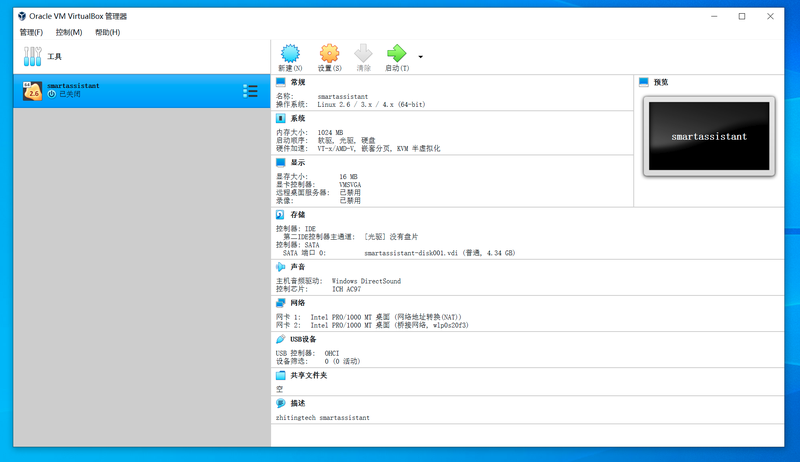 Oracle VM VirtualBox 管理器
管理(F) 控制(M) 帮助(H)
工具
新建(N) 设置(S) 清除 启动(T)
64
2.6
smartassistant
已关闭
常规
名称: smartassistant
操作系统: Linux 2.6 / 3.x / 4.x (64-bit)
系统
内存大小: 1024 MB
启动顺序: 软驱, 光驱, 硬盘
硬件加速: VT-x/AMD-V, 嵌套分页, KVM 半虚拟化
显示
显存大小: 16 MB
显卡控制器: VMSVGA
远程桌面服务器: 已禁用
录像: 已禁用
预览
smartassistant
存储
控制器: IDE
第二IDE控制器主通道: [光驱] 没有盘片
控制器: SATA
SATA 端口 0: smartassistant-disk001.vdi (普通, 4.34 GB)
声音
主机音频驱动: Windows DirectSound
控制芯片: ICH AC97
网络
网卡 1: Intel PRO/1000 MT 桌面 (网络地址转换(NAT))
网卡 2: Intel PRO/1000 MT 桌面 (桥接网络, wlp0s20f3)
USB设备
USB 控制器: OHCI
设备筛选: 0 (0 活动)
共享文件夹
空
描述
zhitingtech smartassistant